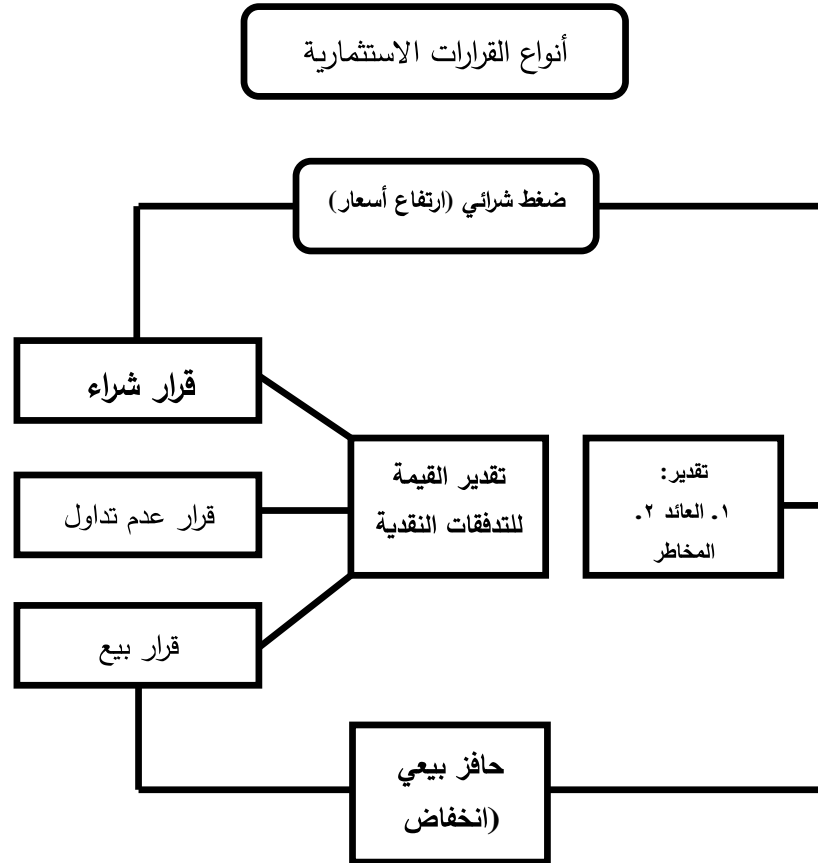 أنواع القرارات الاستثمارية
ضغط شرائي (ارتفاع أسعار)
قرار شراء
تقدير:
١. العائد ٢.
المخاطر
تقدير القيمة
للتدفقات النقدية
قرار عدم تداول
قرار بيع
حافز بيعي
(انخفاض